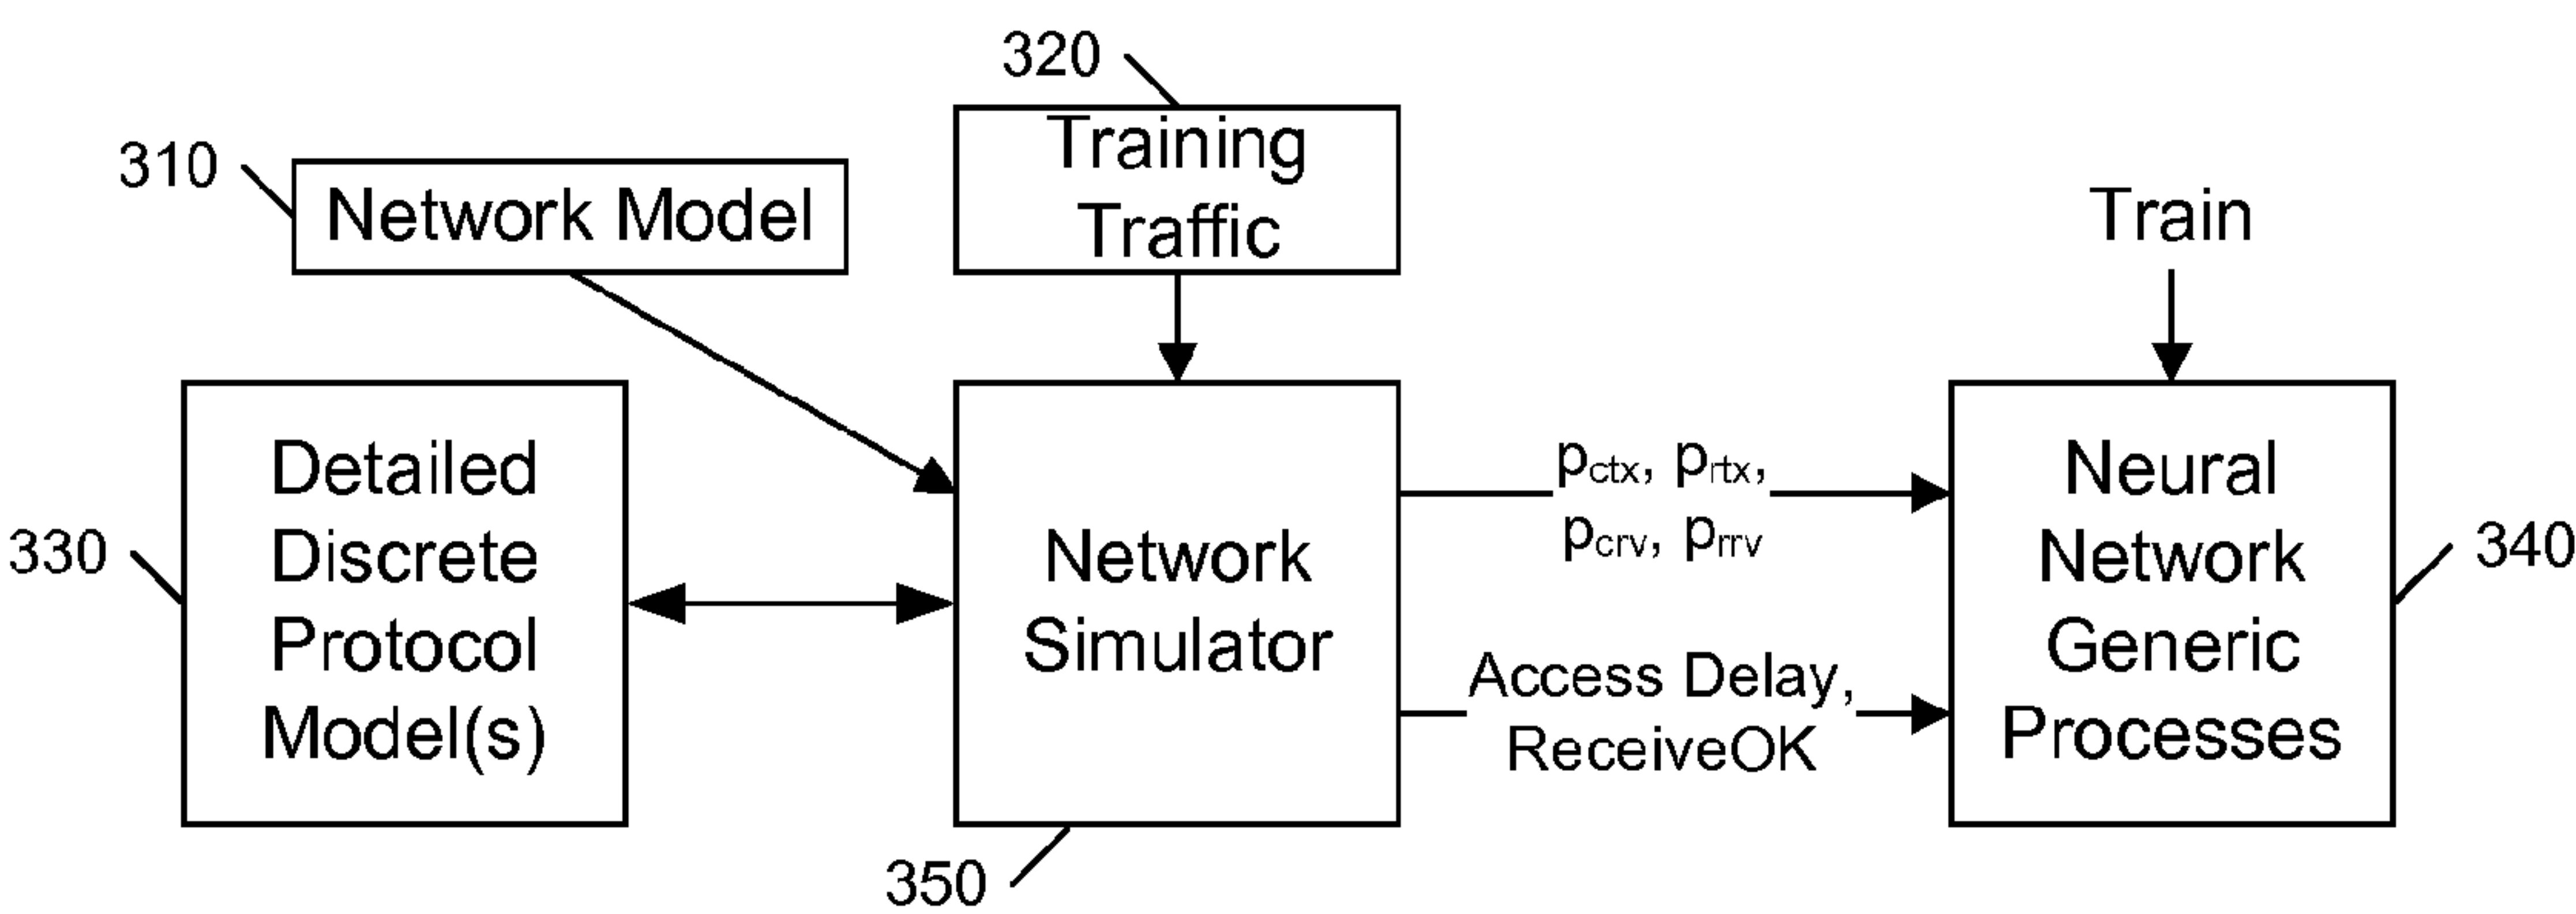 320
Training
Traffic
310
Network Model
Train
330
Detailed
Discrete
Protocol
Model(s)
Network
Simulator
350
pctx, prtx,
pcrv, prrv
Access Delay,
ReceiveOK
Neural
Network
Generic
Processes
340